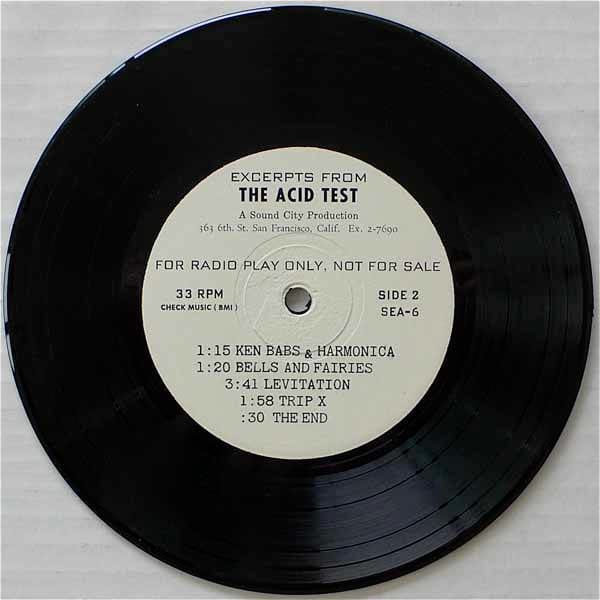 EXCERPTS FROM
THE ACID TEST
A Sound City Production
363 6th. St. San Francisco, Calif. Ex. 2-7690
FOR RADIO PLAY ONLY, NOT FOR SALE
33 RPM SIDE 2
CHECK MUSIC ( BMI ) SEA-6
1:15 KEN BABS & HARMONICA
1:20 BELLS AND FAIRIES
3:41 LEVITATION
1:58 TRIP X
:30 THE END